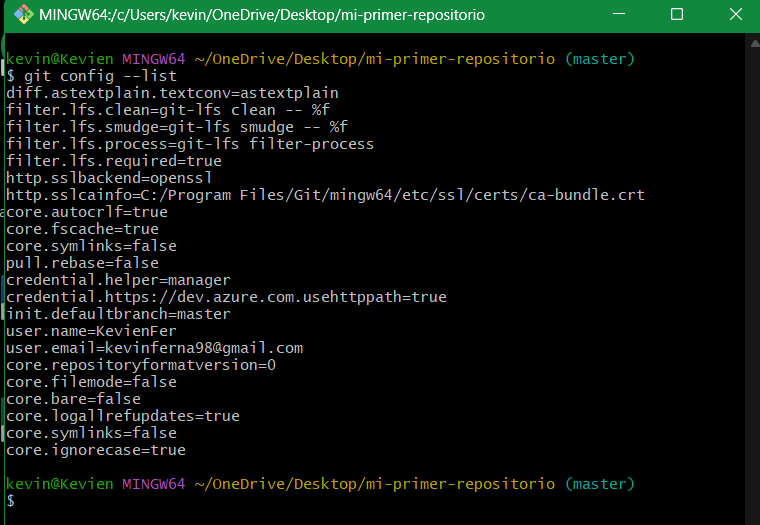 MINGW64:/c/Users/kevin/OneDrive/Desktop/mi-primer-repositorio
kevin@Kevien MINGW64 ~/OneDrive/Desktop/mi-primer-repositorio (master)
$ git config --list
diff.astextplain.textconv=astextplain
filter.lfs.clean=git-lfs clean -- %f
filter.lfs.smudge=git-lfs smudge -- %f
filter.lfs.process=git-lfs filter-process
filter.lfs.required=true
http.sslbackend=openssl
http.sslcainfo=C:/Program Files/Git/mingw64/etc/ssl/certs/ca-bundle.crt
core.autocrlf=true
core.fscache=true
core.symlinks=false
pull.rebase=false
credential.helper=manager
credential.https://dev.azure.com.usehttppath=true
init.defaultbranch=master
user.name=KevienFer
user.email=kevinferna98@gmail.com
core.repositoryformatversion=0
core.filemode=false
core.bare=false
core.logallrefupdates=true
core.symlinks=false
core.ignorecase=true
kevin@Kevien MINGW64 ~/OneDrive/Desktop/mi-primer-repositorio (master)
$